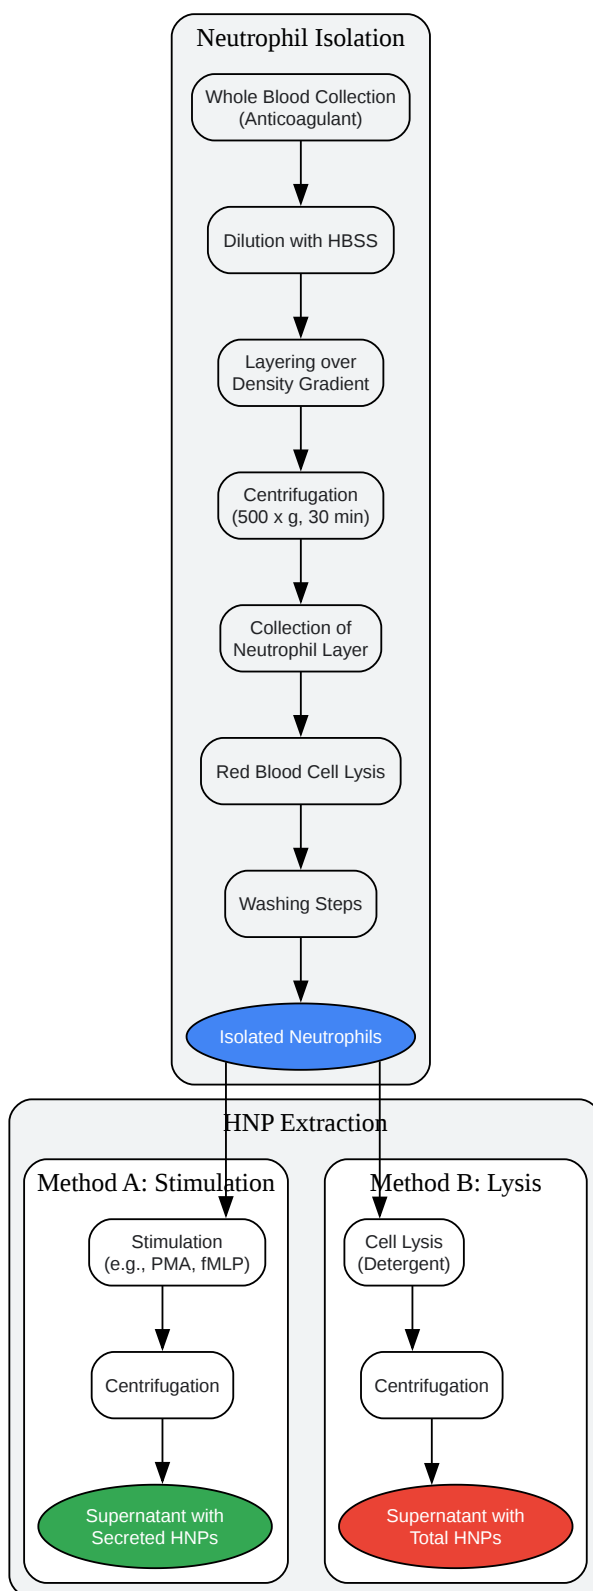 Neutrophil Isolation
Whole Blood Collection
(Anticoagulant)
Dilution with HBSS
Layering over
Density Gradient
Centrifugation
(500 x g, 30 min)
Collection of
Neutrophil Layer
Red Blood Cell Lysis
Washing Steps
Isolated Neutrophils
HNP Extraction
Method A: Stimulation
Stimulation
(e.g., PMA, fMLP)
Centrifugation
Supernatant with
Secreted HNPs
Method B: Lysis
Cell Lysis
(Detergent)
Centrifugation
Supernatant with
Total HNPs